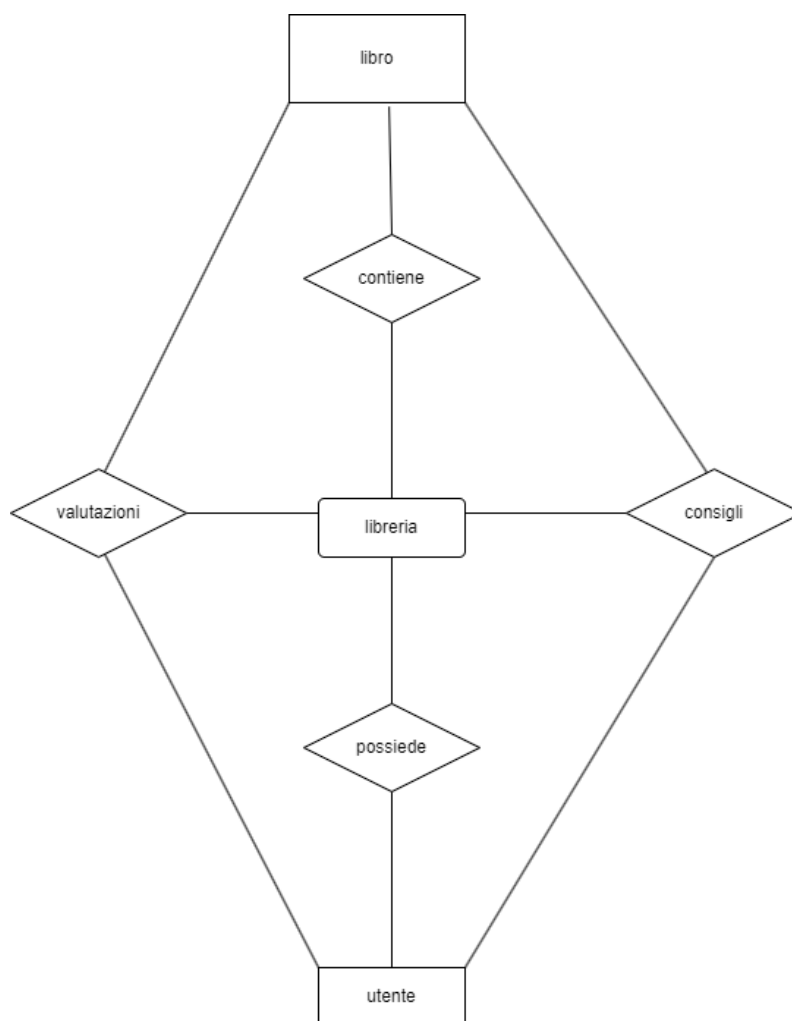 libro
contiene
valutazioni
libreria
consigli
possiede
utente